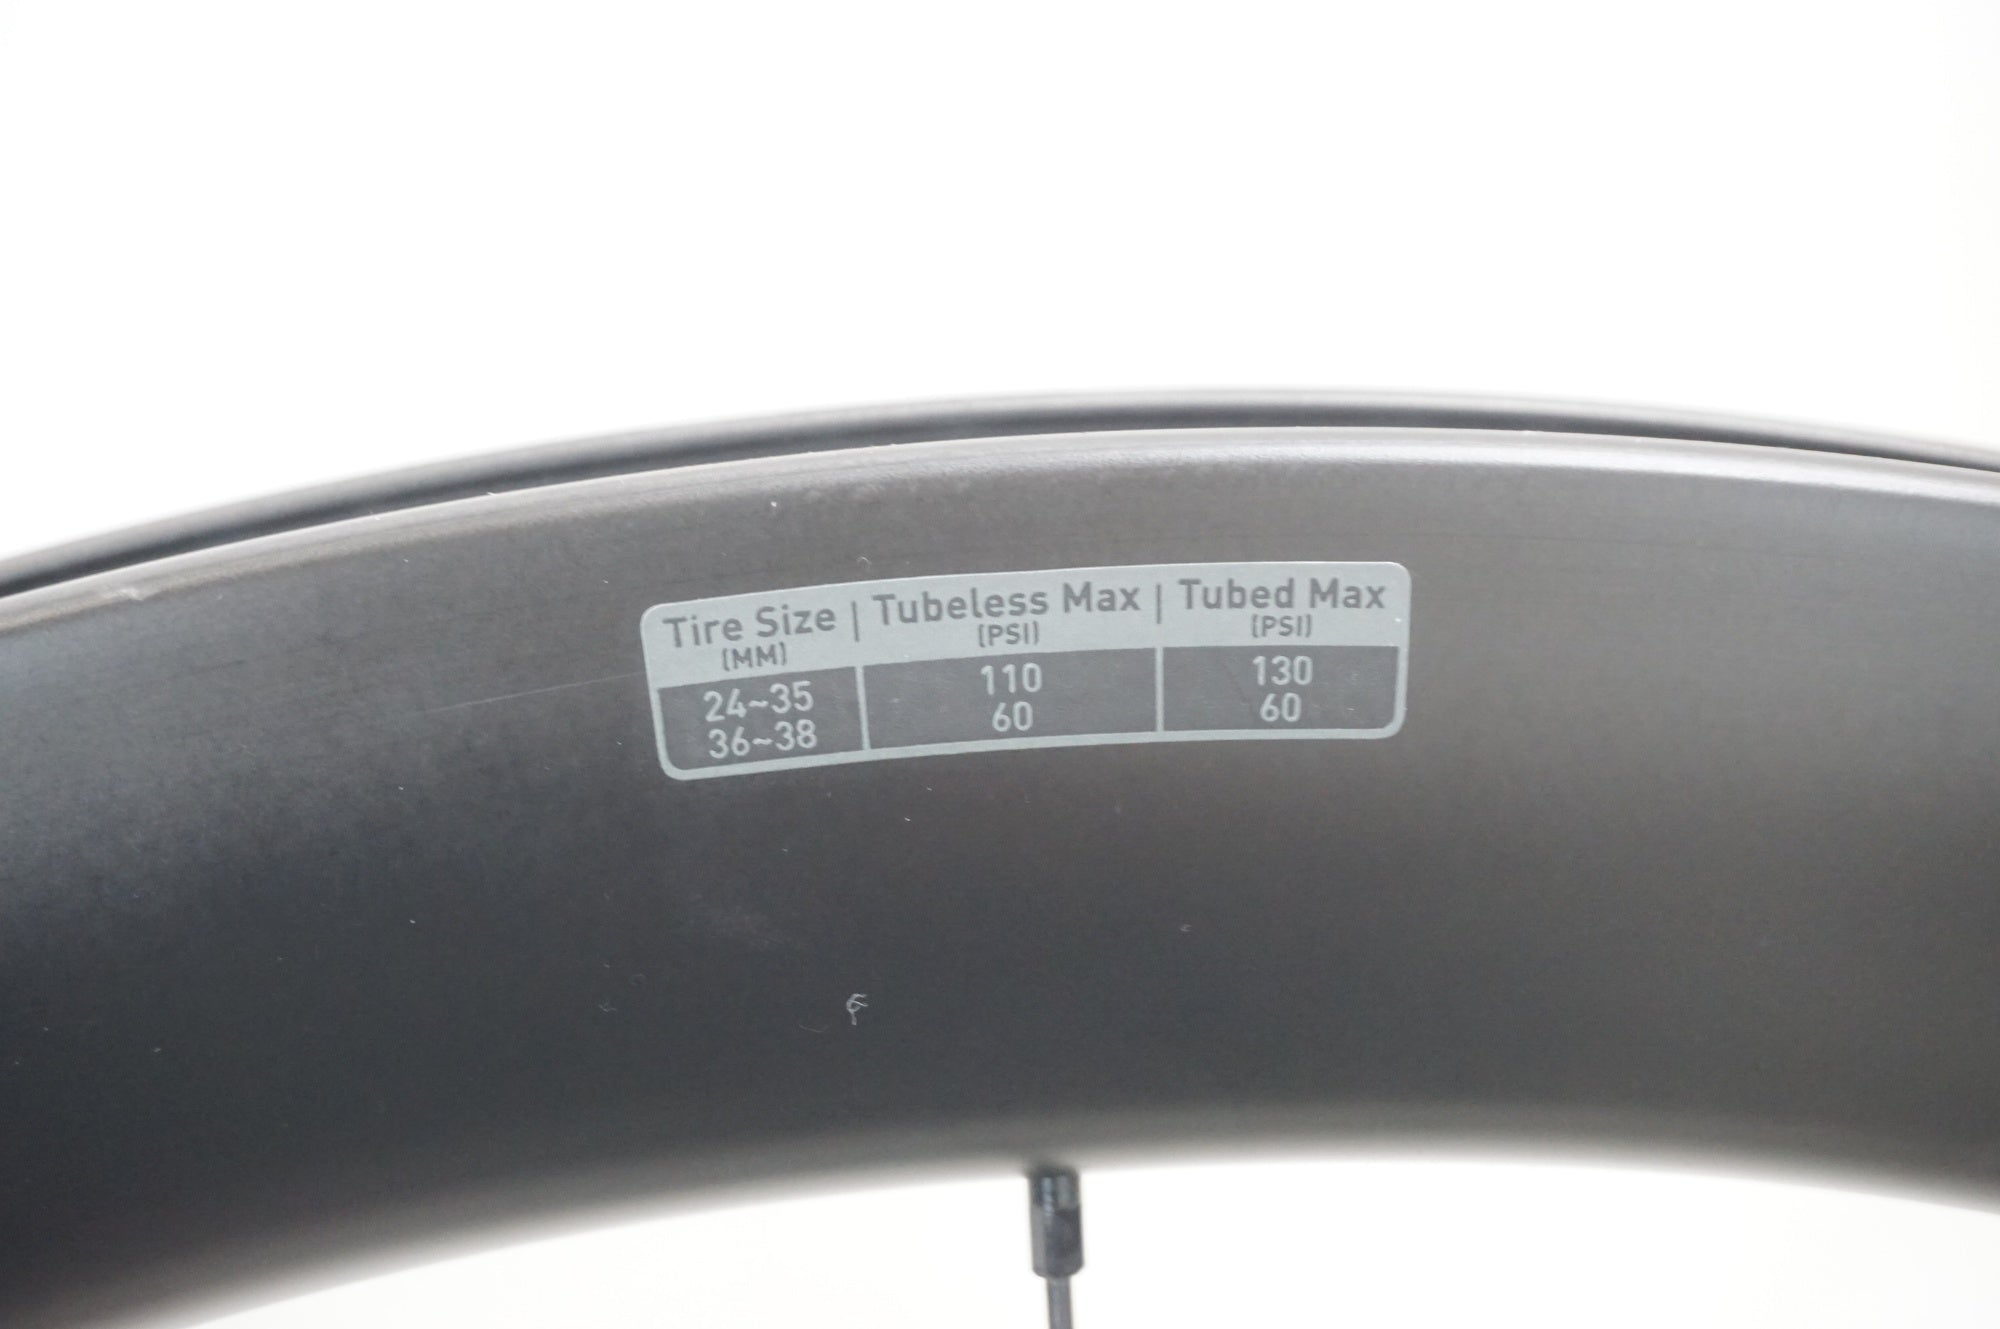 Tire Size | Tubeless Max | Tubed Max
(MM) (PSI) (PSI)
24~35 110 130
36~38 60 60